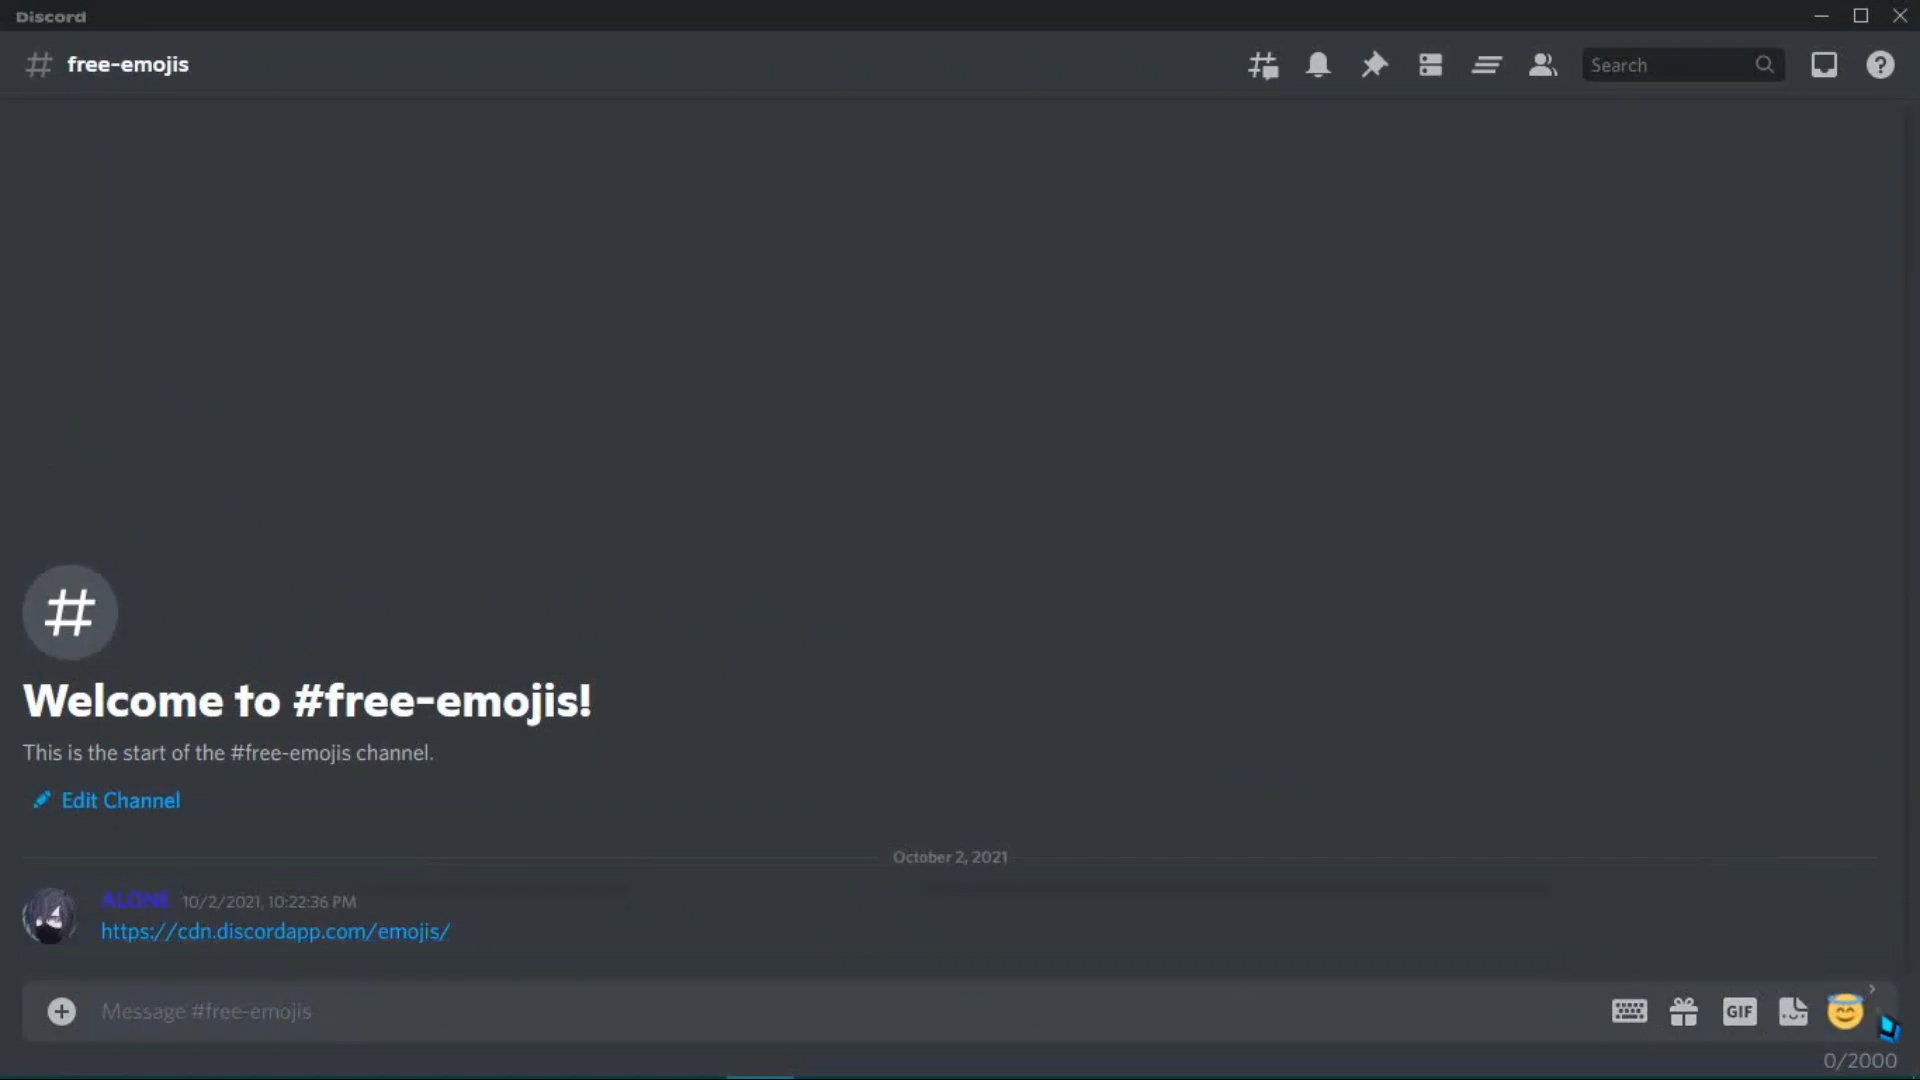 Discord
free-emojis
Search
Welcome to #free-emojis!
This is the start of the #free-emojis channel.
Edit Channel
October 2, 2021
ALONE 10/2/2021, 10:22:36 PM
https://cdn.discordapp.com/emojis/
Message #free-emojis
GIF
0/2000